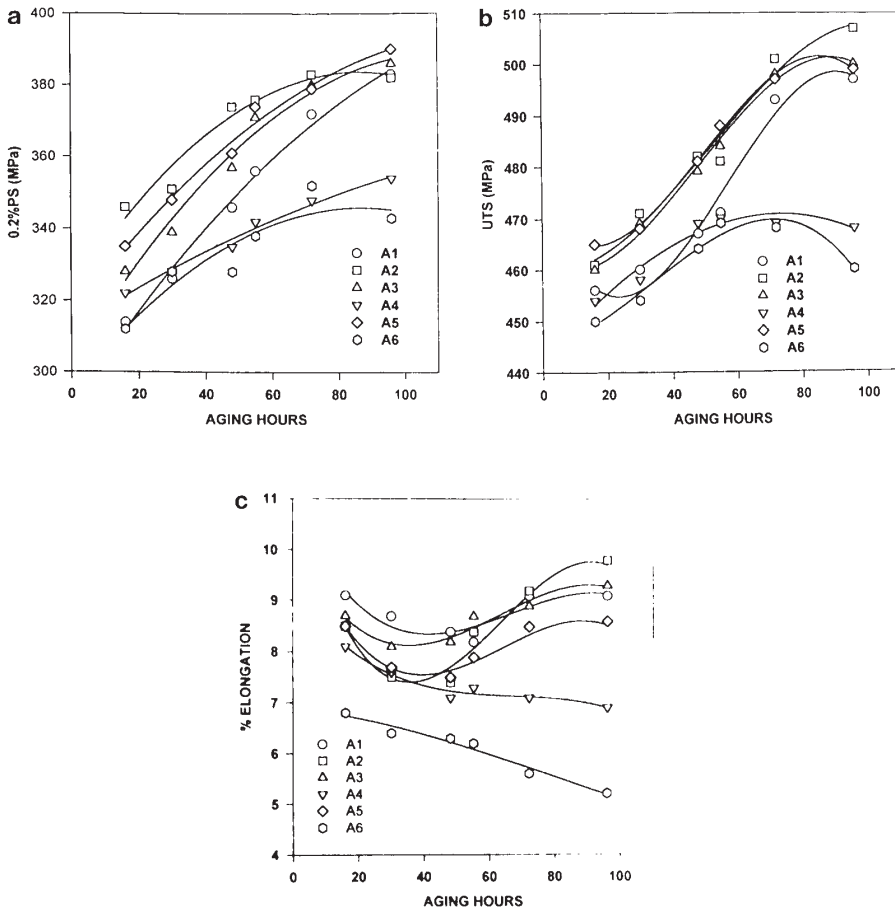 a
400
380
360
340
320
300
0.2%PS (MPa)
A1
A2
A3
A4
A5
A6
0
20
40
60
80
100
AGING HOURS
b
510
500
490
480
470
460
450
440
UTS (MPa)
A1
A2
A3
A4
A5
A6
0
20
40
60
80
100
AGING HOURS
c
11
10
9
8
7
6
5
4
% ELONGATION
A1
A2
A3
A4
A5
A6
0
20
40
60
80
100
AGING HOURS